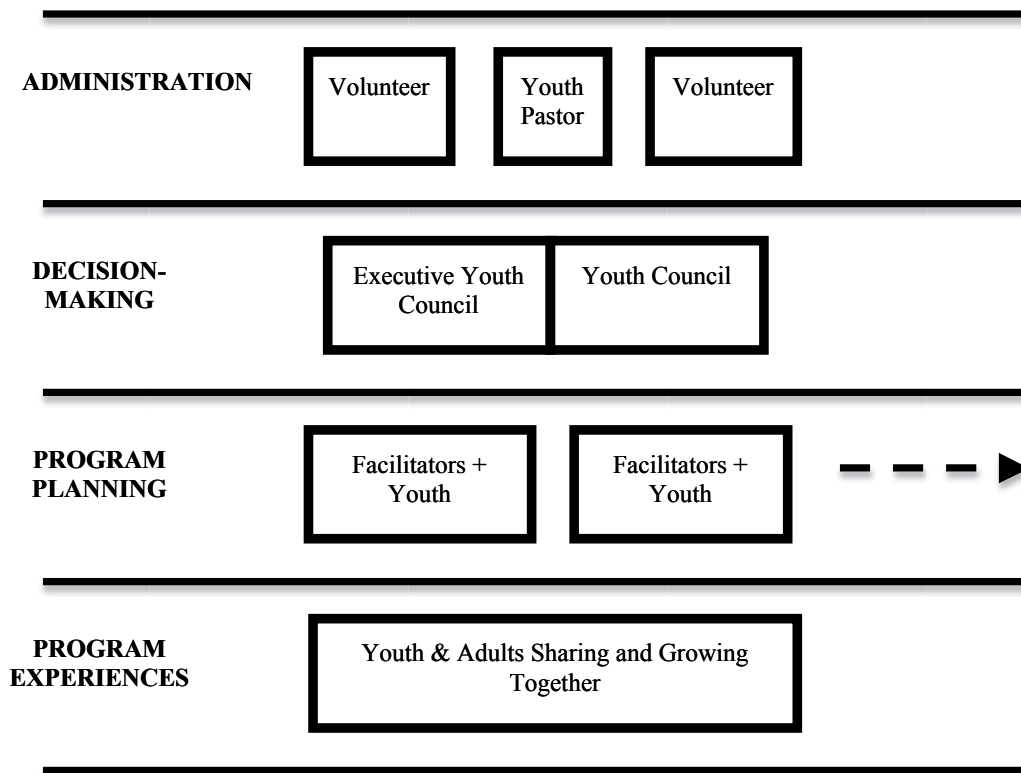 ADMINISTRATION
Volunteer
Youth
Pastor
Volunteer
DECISION-
MAKING
Executive Youth
Council
Youth Council
PROGRAM
PLANNING
Facilitators +
Youth
Facilitators +
Youth
PROGRAM
EXPERIENCES
Youth & Adults Sharing and Growing
Together